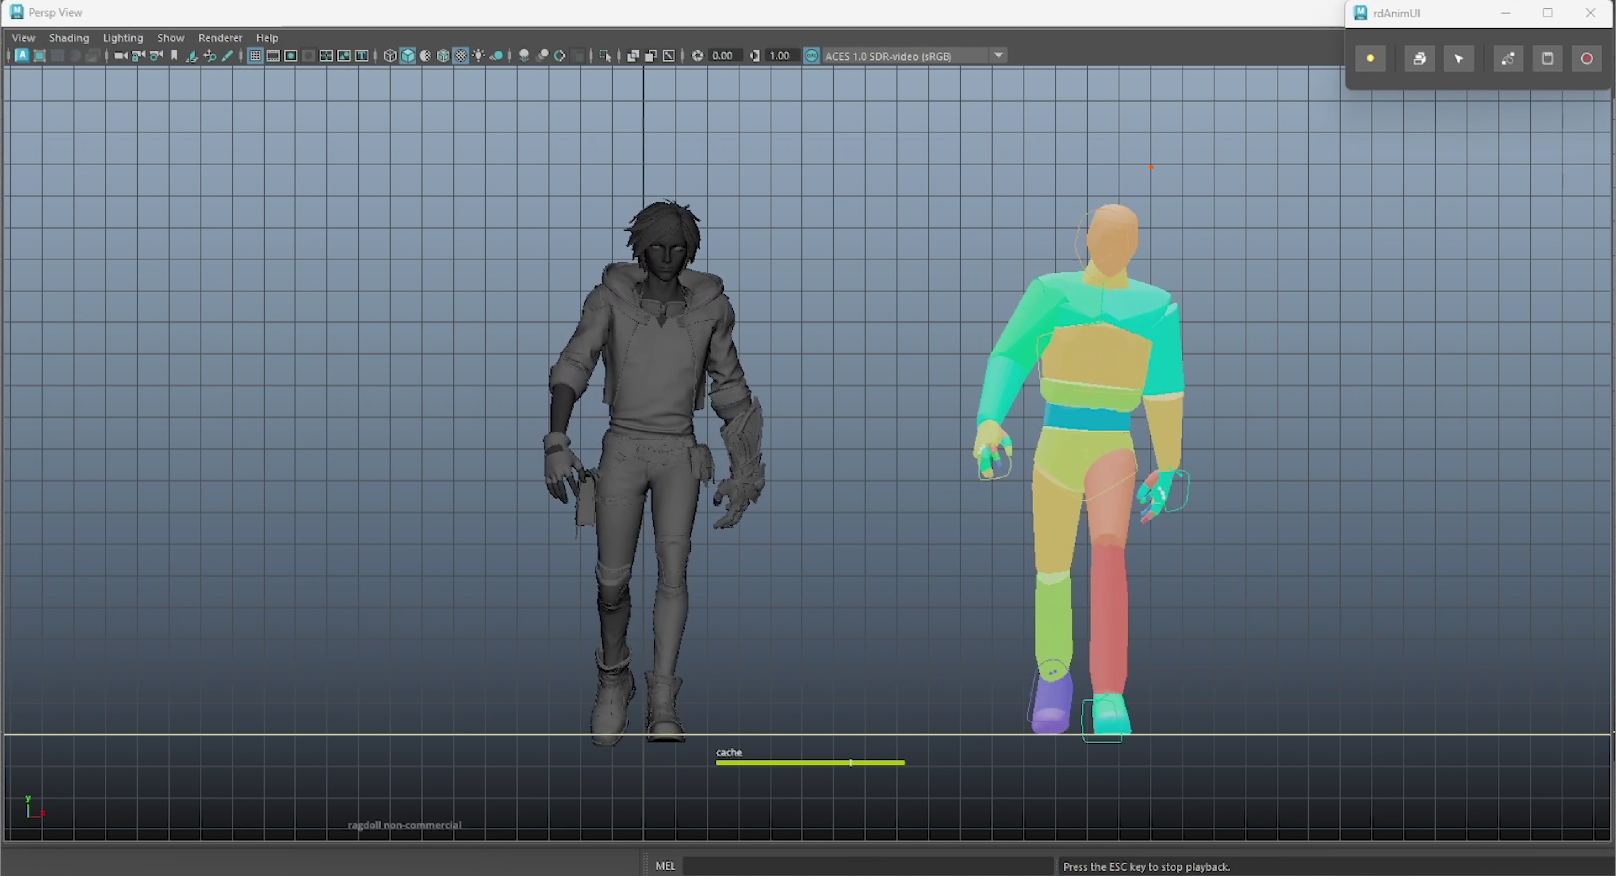 Persp View
rdAnimUI
View Shading Lighting Show Renderer Help
0.00 1.00 ACES 1.0 SDR-video (sRGB)
cache
y
ragdoll non-commercial
MEL
Press the ESC key to stop playback.